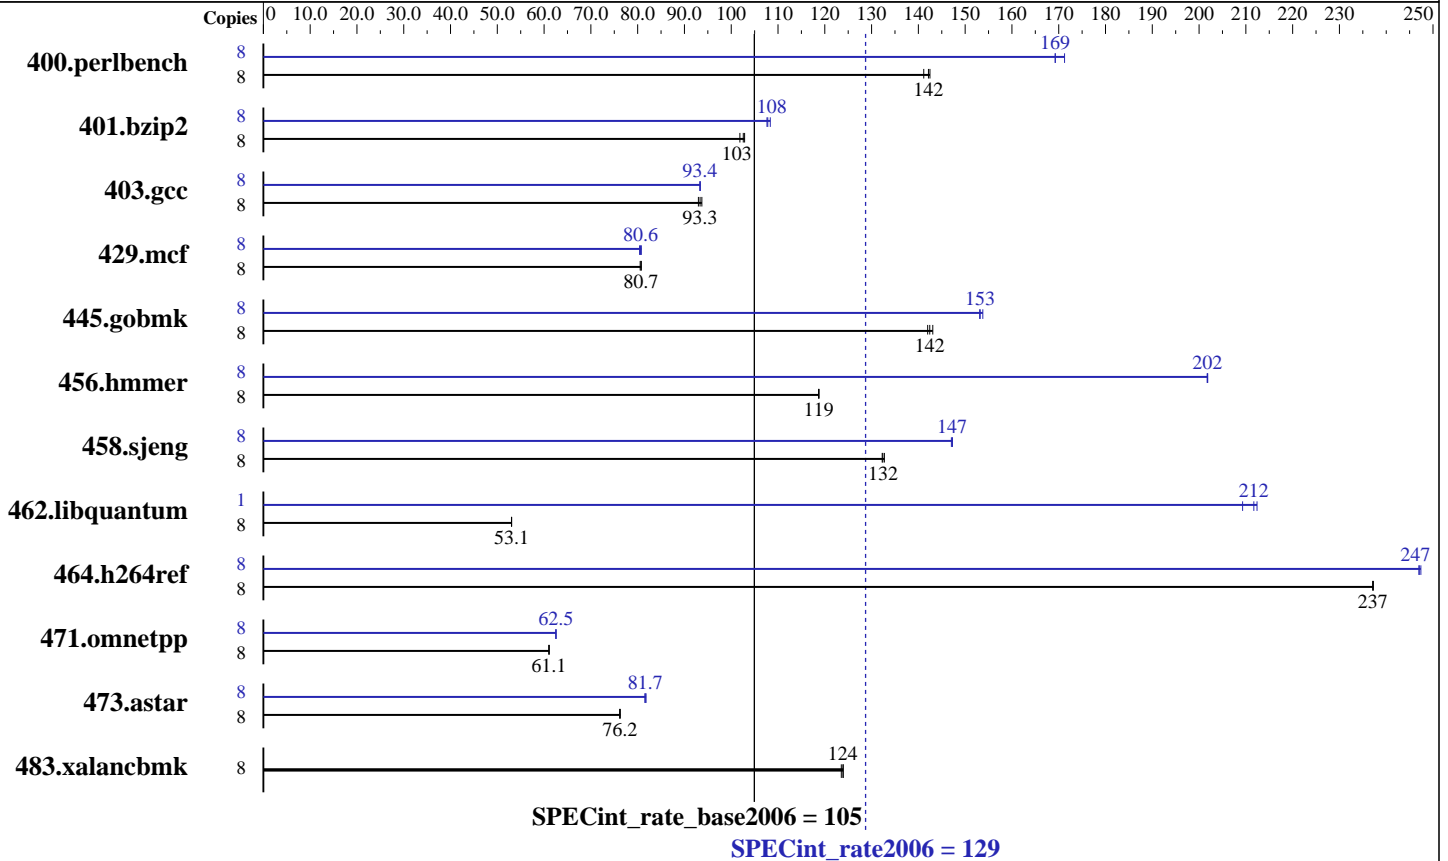 Copies 0 10.0 20.0 30.0 40.0 50.0 60.0 70.0 80.0 90.0 100 110 120 130 140 150 160 170 180 190 200 210 220 230 250
400.perlbench 8 169
8 142
401.bzip2 8 108
8 103
403.gcc 8 93.4
8 93.3
429.mcf 8 80.6
8 80.7
445.gobmk 8 153
8 142
456.hmmer 8 202
8 119
458.sjeng 8 147
8 132
462.libquantum 1 212
8 53.1
464.h264ref 8 247
8 237
471.omnetpp 8 62.5
8 61.1
473.astar 8 81.7
8 76.2
483.xalancbmk 8 124
SPECint_rate_base2006 = 105
SPECint_rate2006 = 129